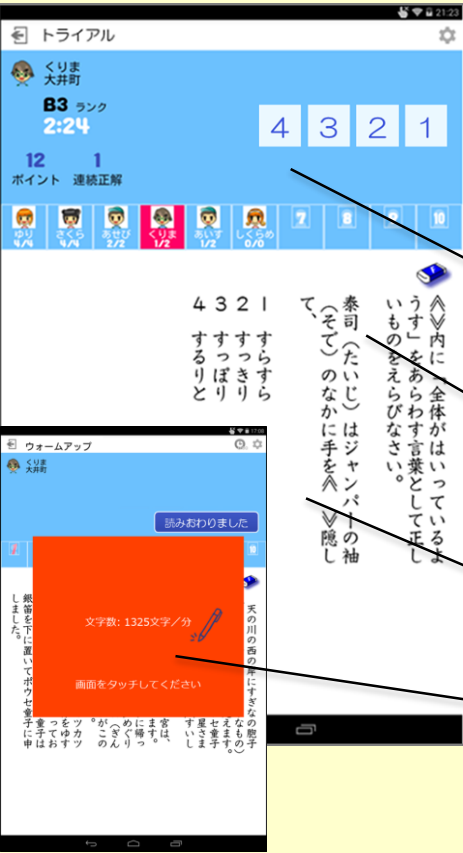 21:23
トライアル
くりま
大井町
B3 ランク
2:24
4 3 2 1
12 1
ポイント 連続正解
ゆり さくら あせび くりま あいす しくらめ 7 8 9 10
4/4 4/4 2/2 1/2 1/2 0/0
《》内に「全体がはいっているよ
うす」をあらわす言葉として正し
いものをえらびなさい。
泰司(たいじ)はジャンパーの袖
(そで)のなかに手を《 》隠し
て、
1 すらすら
2 すっきり
3 すっぽり
4 するりと
17:08
ウォームアップ
くりま
大井町
読みおわりました
10
文字数: 1325文字/分
画面をタッチしてください
天の川の西の岸にすぎなの胞子
なもの)
えます。
セ童子
星さま
すいし
宮は、
ます。
に帰っ
めぐり
(ぎん
がこの
。
ツカツ
をゆす
ってお
童子は
銀笛を下に置いてポウセ童子に申
しました。